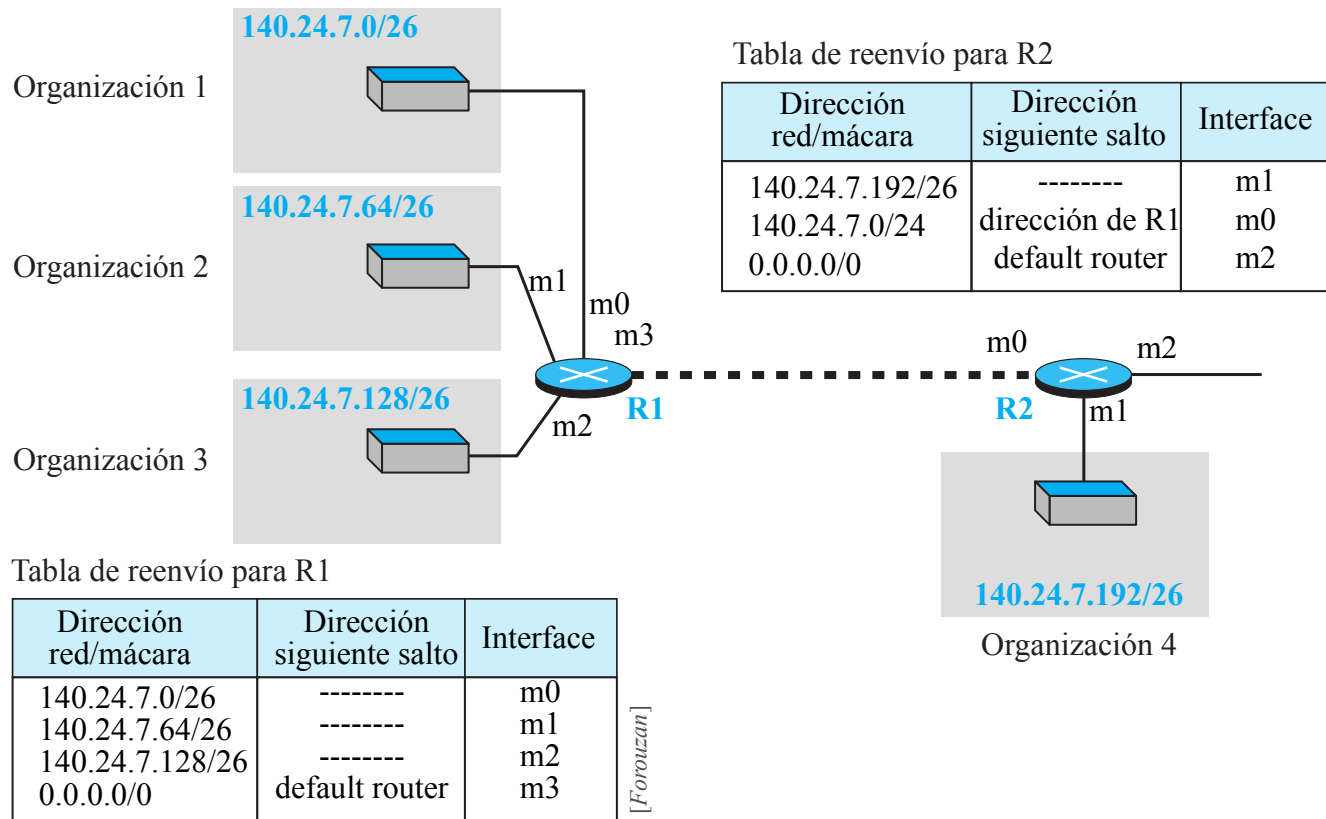 140.24.7.0/26
Organización 1
140.24.7.64/26
Organización 2
140.24.7.128/26
Organización 3
m1
m0
m3
m2
R1
Tabla de reenvío para R2
Dirección red/mácara
Dirección siguiente salto
Interface
140.24.7.192/26 -------- m1
140.24.7.0/24 dirección de R1 m0
0.0.0.0/0 default router m2
m0
m2
R2
m1
140.24.7.192/26
Organización 4
Tabla de reenvío para R1
Dirección red/mácara
Dirección siguiente salto
Interface
140.24.7.0/26 -------- m0
140.24.7.64/26 -------- m1
140.24.7.128/26 -------- m2
0.0.0.0/0 default router m3
[Forouzan]